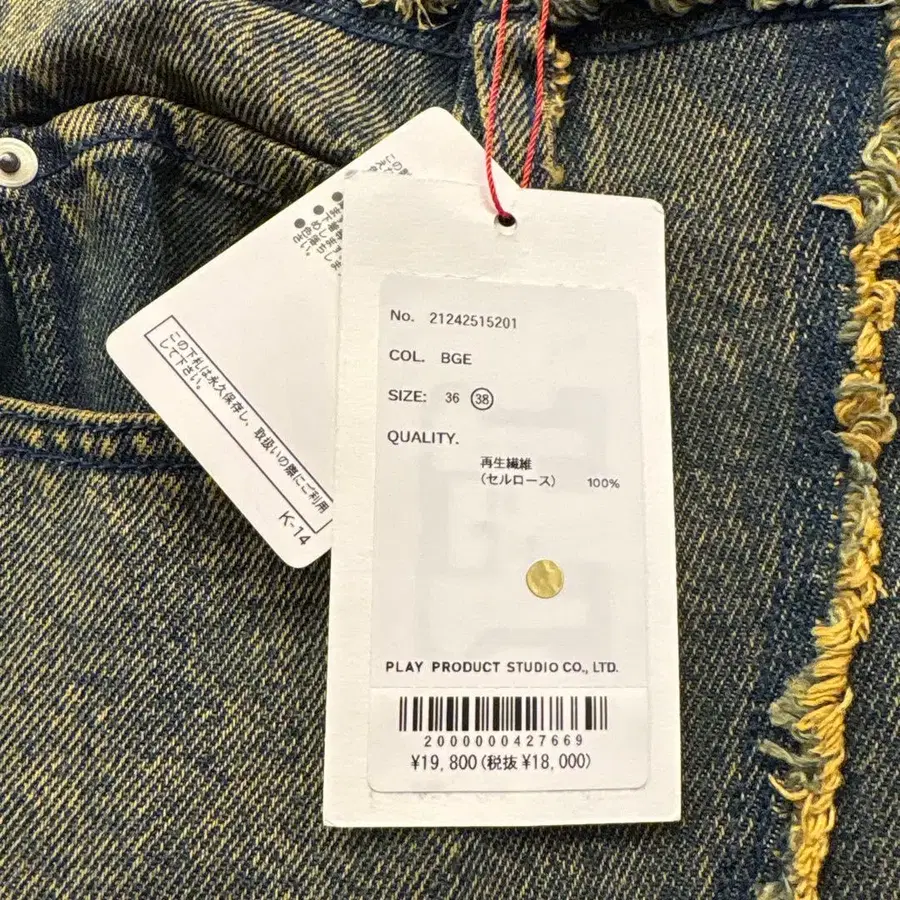 No. 21242515201
COL. BGE
SIZE: 36 38
QUALITY.
再生繊維
(セルロース) 100%
PLAY PRODUCT STUDIO CO., LTD.
2000000427669
¥19,800(税抜 ¥18,000)
この下札は永久保存し、取扱いの際にご利用
して下さい。
K-14